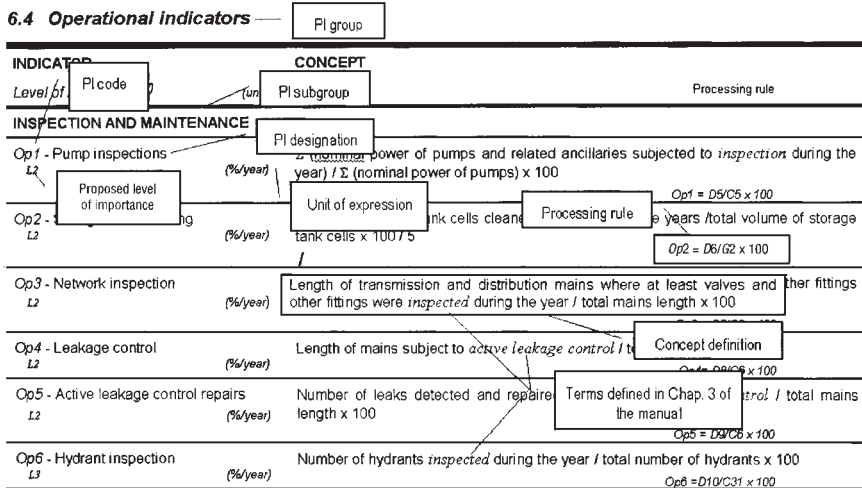 6.4 Operational indicators
PI group
INDICATOR CONCEPT
PI code
Level of
(un
PI subgroup
Processing rule
INSPECTION AND MAINTENANCE
PI designation
Op1 - Pump inspections
L2 (%/year)
Σ (nominal power of pumps and related ancillaries subjected to inspection during the
year) / Σ (nominal power of pumps) x 100
Op1 = D5/C5 x 100
Proposed level
of importance
Unit of expression
Processing rule
Op2 -
L2 (%/year)
cells years /total volume of storage
tank cells x 100 / 5
Op2 = D6/G2 x 100
Op3 - Network inspection
L2 (%/year)
Length of transmission and distribution mains where at least valves and other fittings
other fittings were inspected during the year / total mains length x 100
Concept definition
Op4 - Leakage control
L2 (%/year)
Length of mains subject to active leakage control /
x 100
Op5 - Active leakage control repairs
L2 (%/year)
Number of leaks detected and / total mains
length x 100
Terms defined in Chap. 3 of
the manual
Op5 = D9/C6 x 100
Op6 - Hydrant inspection
L3 (%/year)
Number of hydrants inspected during the year / total number of hydrants x 100
Op6 =D10/C31 x 100